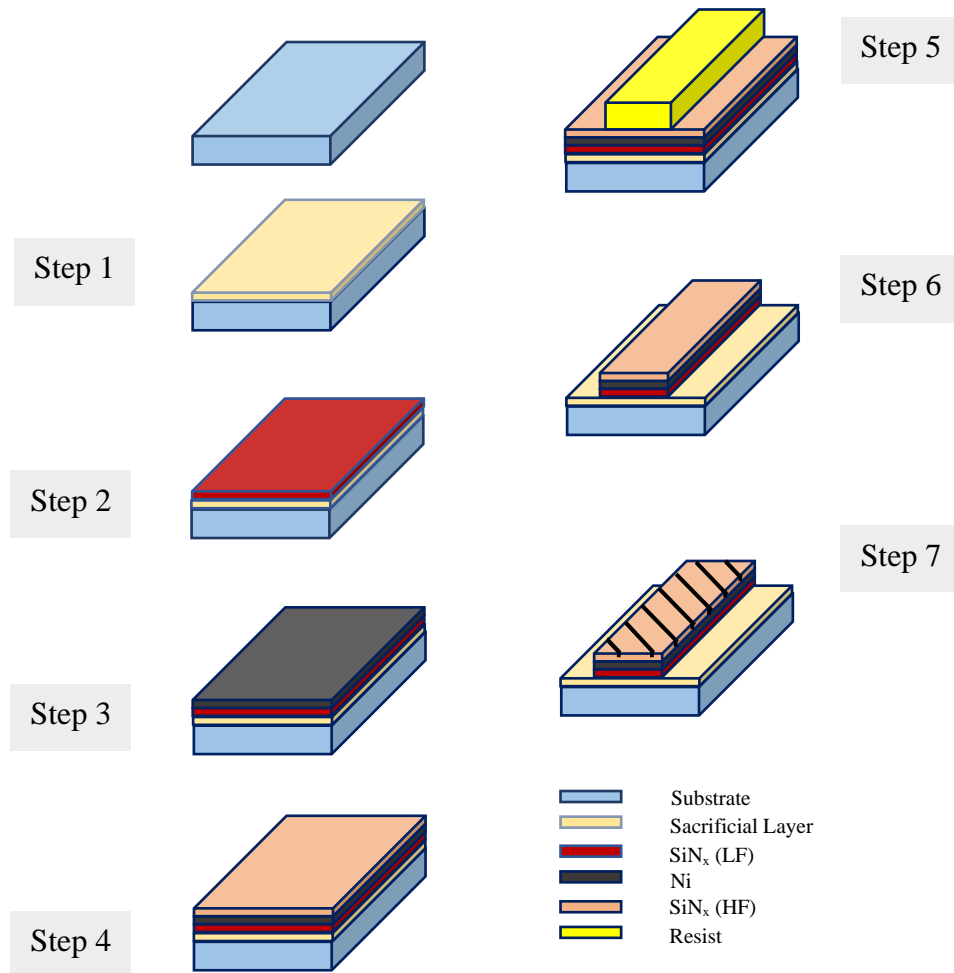 Step 1
Step 2
Step 3
Step 4
Step 5
Step 6
Step 7
Substrate
Sacrificial Layer
SiNₓ (LF)
Ni
SiNₓ (HF)
Resist